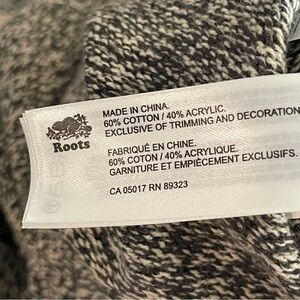 Roots
MADE IN CHINA.
60% COTTON / 40% ACRYLIC.
EXCLUSIVE OF TRIMMING AND DECORATION
FABRIQUÉ EN CHINE.
60% COTON / 40% ACRYLIQUE.
GARNITURE ET EMPIÈCEMENT EXCLUSIFS.
CA 05017 RN 89323